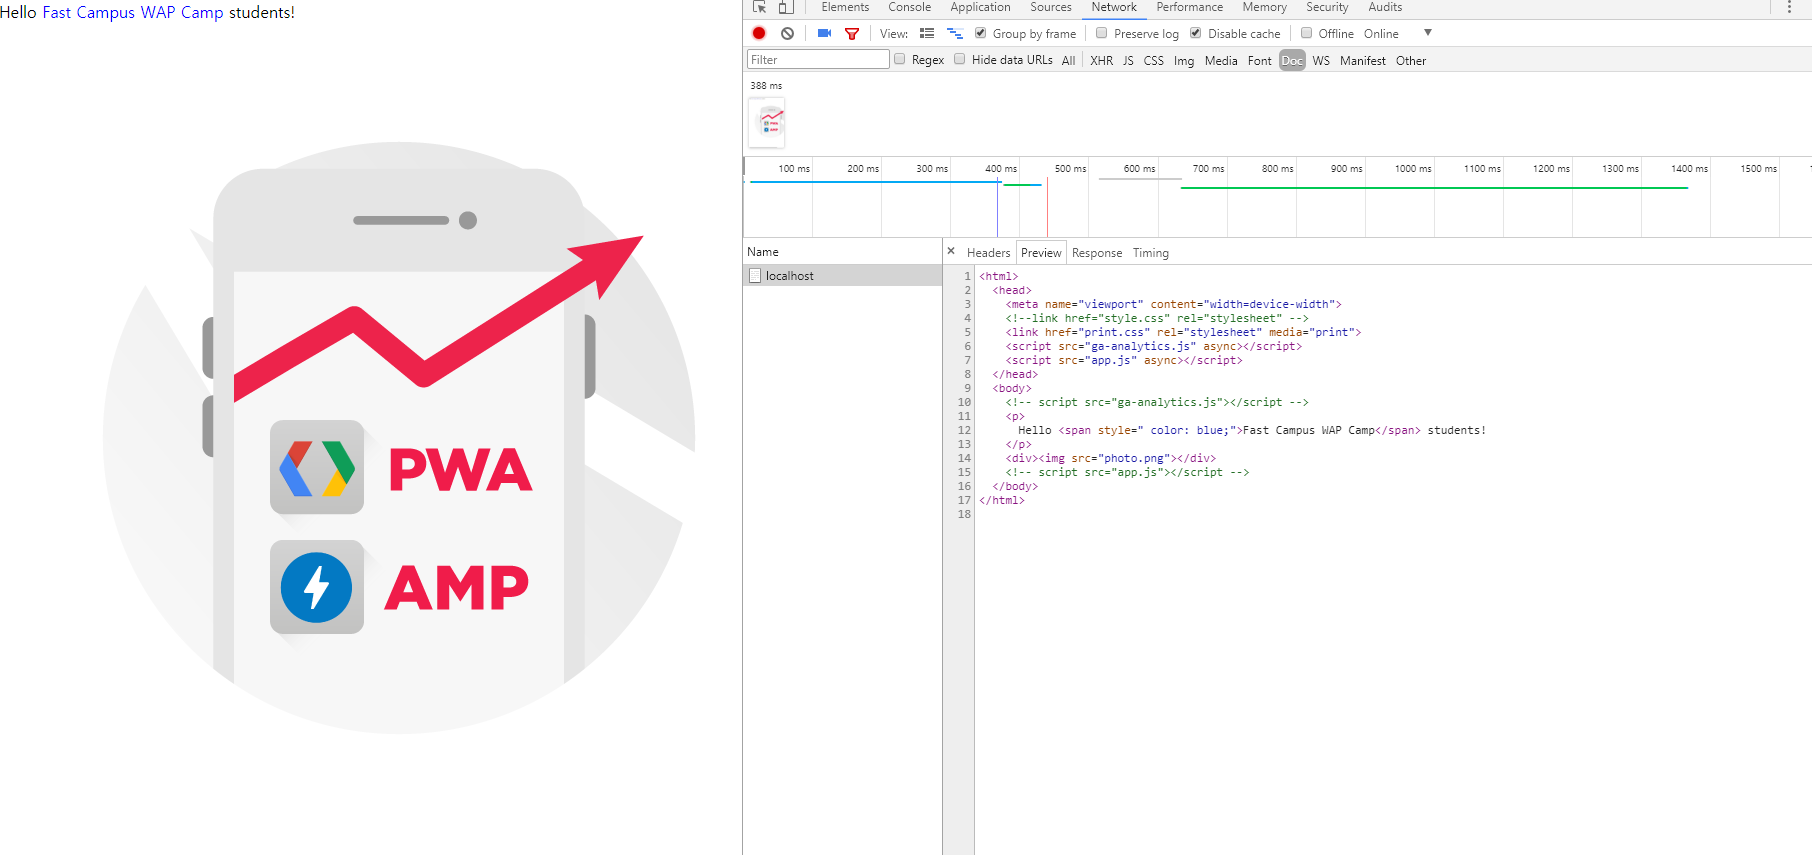 Hello Fast Campus WAP Camp students!
PWA
AMP
Elements Console Application Sources Network Performance Memory Security Audits
View: Group by frame Preserve log Disable cache Offline Online
Filter Regex Hide data URLs All XHR JS CSS Img Media Font Doc WS Manifest Other
388 ms
PWA
AMP
100 ms 200 ms 300 ms 400 ms 500 ms 600 ms 700 ms 800 ms 900 ms 1000 ms 1100 ms 1200 ms 1300 ms 1400 ms 1500 ms
Name
localhost
× Headers Preview Response Timing
1 <html>
2 <head>
3 <meta name="viewport" content="width=device-width">
4 <!--link href="style.css" rel="stylesheet" -->
5 <link href="print.css" rel="stylesheet" media="print">
6 <script src="ga-analytics.js" async></script>
7 <script src="app.js" async></script>
8 </head>
9 <body>
10 <!-- script src="ga-analytics.js"></script -->
11 <p>
12 Hello <span style=" color: blue;">Fast Campus WAP Camp</span> students!
13 </p>
14 <div><img src="photo.png"></div>
15 <!-- script src="app.js"></script -->
16 </body>
17 </html>
18